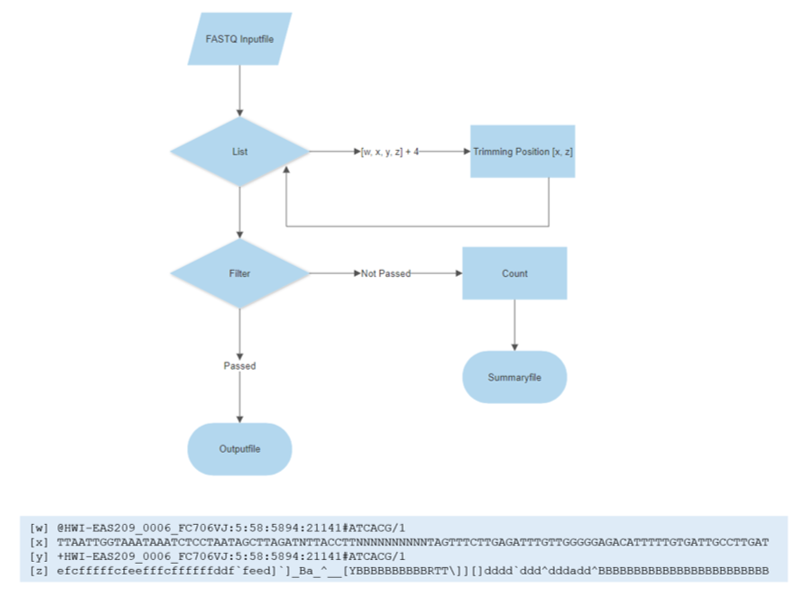 FASTQ Inputfile
List
[w, x, y, z] + 4
Trimming Position [x, z]
Filter
Not Passed
Count
Passed
Summaryfile
Outputfile
[w] @HWI-EAS209_0006_FC706VJ:5:58:5894:21141#ATCACG/1
[x] TTAATTGGTAAATAAATCTCCTAATAGCTTAGATNTTACCTTNNNNNNNNNNTAGTTTCTTGAGATTTGTTGGGGGAGACATTTTTGTGATTGCCTTGAT
[y] +HWI-EAS209_0006_FC706VJ:5:58:5894:21141#ATCACG/1
[z] efcfffffcfeefffcffffffddf`feed]`]_Ba_^__[YBBBBBBBBBBRTT\]][]dddd`ddd^dddadd^BBBBBBBBBBBBBBBBBBBBBBBB